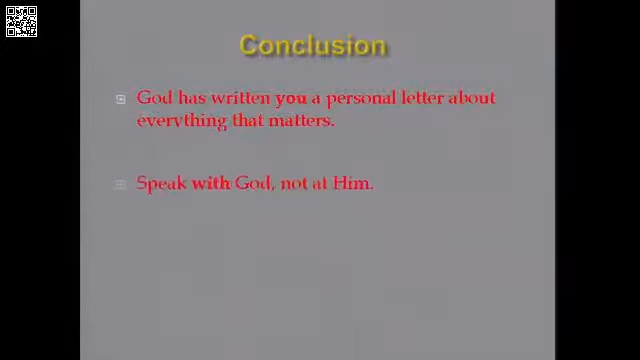 Conclusion
God has written you a personal letter about
everything that matters.
Speak with God, not at Him.